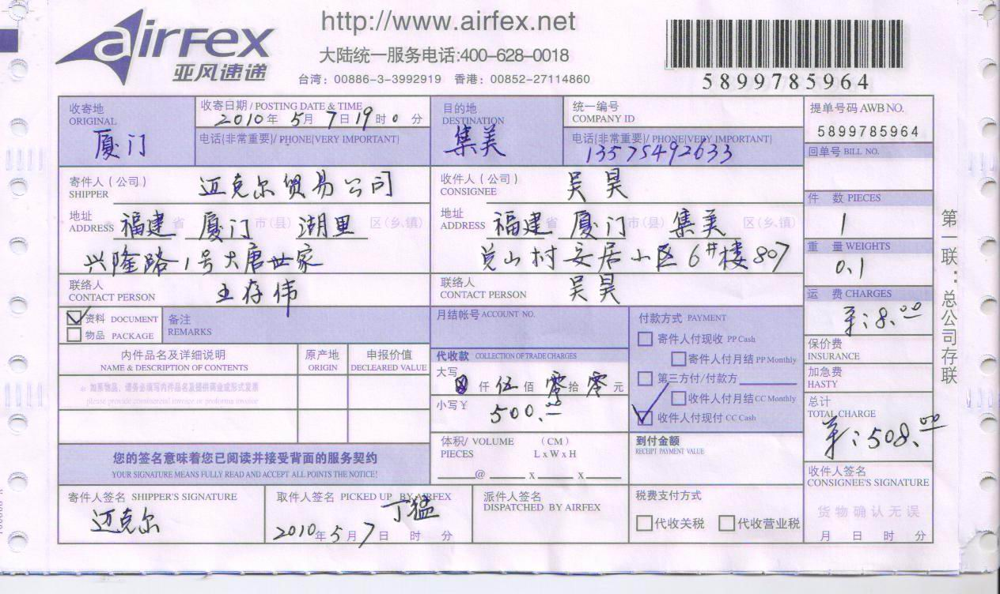 airfex
亚风速递
http://www.airfex.net
大陆统一服务电话:400-628-0018
台湾：00886-3-3992919 香港：00852-27114860
5899785964
收寄地
ORIGINAL
厦门
收寄日期 / POSTING DATE & TIME
2010年 5月 7日 19时 0 分
电话(非常重要)/ PHONE(VERY IMPORTANT)
目的地
DESTINATION
集美
统一编号
COMPANY ID
电话(非常重要)/ PHONE(VERY IMPORTANT)
13575492633
提单号码 AWB NO.
5899785964
回单号 BILL NO.
寄件人（公司）
SHIPPER
迈克尔贸易公司
地址
ADDRESS
福建 省 厦门 市(县) 湖里 区(乡、镇)
兴隆路1号大唐世家
联络人
CONTACT PERSON
王存伟
收件人（公司）
CONSIGNEE
吴昊
地址
ADDRESS
福建 省 厦门 市(县) 集美 区(乡、镇)
兑山村安居小区6#楼807
联络人
CONTACT PERSON
吴昊
件 数 PIECES
1
重 量 WEIGHTS
0.1
运 费 CHARGES
¥:8.00
保价费
INSURANCE
加急费
HASTY
总计
TOTAL CHARGE
¥:508.00
收件人签名
CONSIGNEE'S SIGNATURE
货物确认无误
月 日 时 分
资料 DOCUMENT
物品 PACKAGE
备注
REMARKS
内件品名及详细说明
NAME & DESCRIPTION OF CONTENTS
原产地
ORIGIN
申报价值
DECLEARED VALUE
* 如系物品，请务必填写内件品名及提供商业或形式发票
please provide commercial invoice or proforma invoice
您的签名意味着您已阅读并接受背面的服务契约
YOUR SIGNATURE MEANS FULLY READ AND ACCEPT ALL POINTS THE NOTICE!
月结帐号 ACCOUNT NO.
代收款 COLLECTION OF TRADE CHARGES
大写
仟 伍 佰 零 拾 零 元
小写￥
500.00
体积/ VOLUME （CM）
PIECES L x W x H
@ x x
付款方式 PAYMENT
寄件人付现收 PP Cash
寄件人付月结 PP Monthly
第三方付/付款方
收件人付月结 CC Monthly
收件人付现付 CC Cash
到付金额
RECEIPT PAYMENT VALUE
寄件人签名 SHIPPER'S SIGNATURE
迈克尔
取件人签名 PICKED UP BY AIRFEX
丁猛
2010年 5月 7日 时 分
派件人签名
DISPATCHED BY AIRFEX
税费支付方式
代收关税 代收营业税
第一联：总公司存联